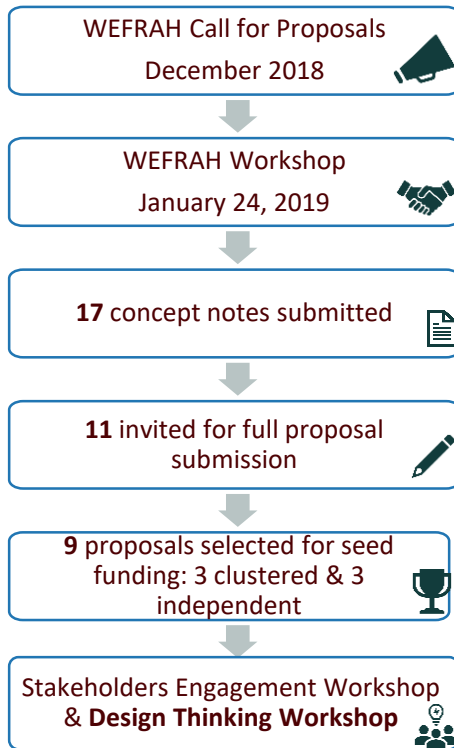 WEFRAH Call for Proposals
December 2018
WEFRAH Workshop
January 24, 2019
17 concept notes submitted
11 invited for full proposal
submission
9 proposals selected for seed
funding: 3 clustered & 3
independent
Stakeholders Engagement Workshop
& Design Thinking Workshop